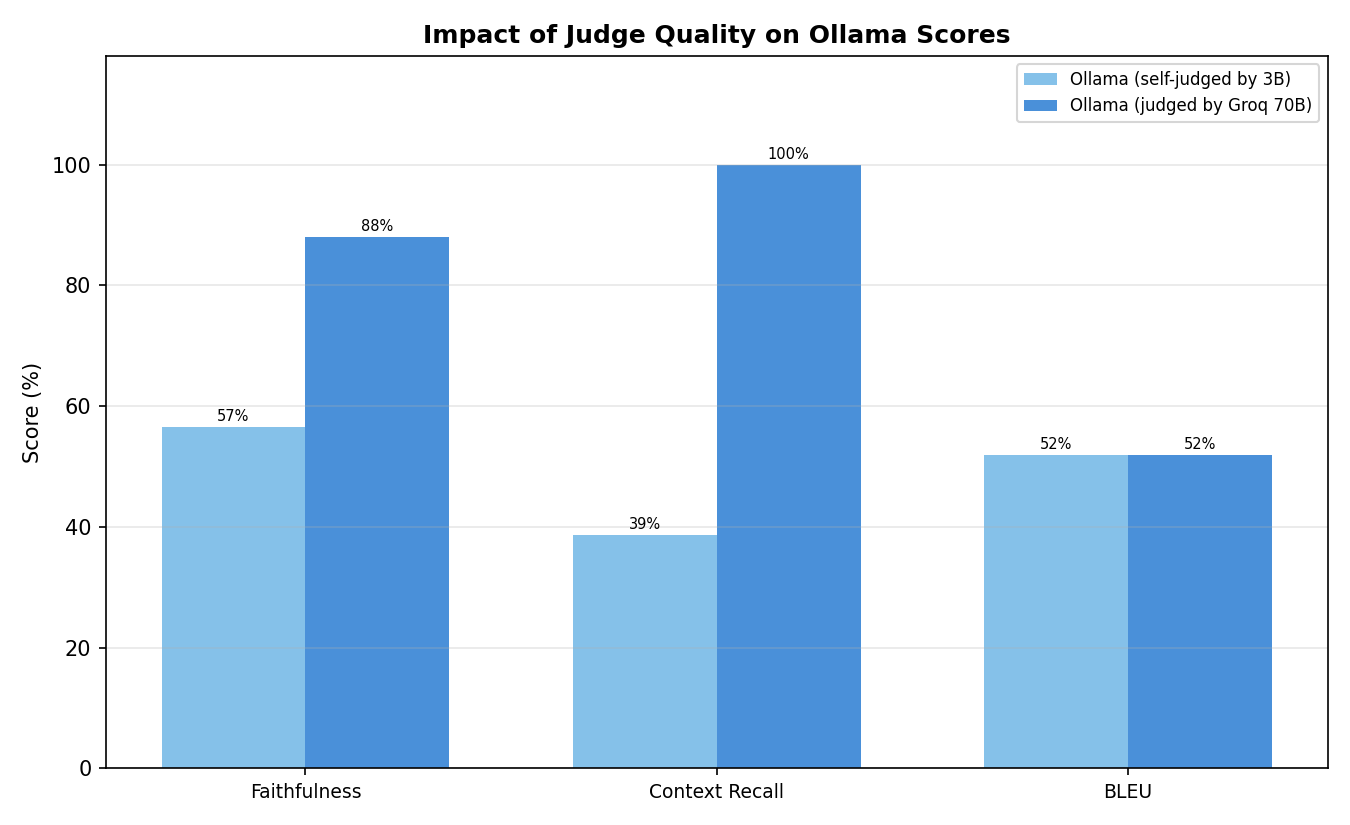 Impact of Judge Quality on Ollama Scores
Ollama (self-judged by 3B)
Ollama (judged by Groq 70B)
Score (%)
100
80
60
40
20
0
57%
88%
39%
100%
52%
52%
Faithfulness
Context Recall
BLEU